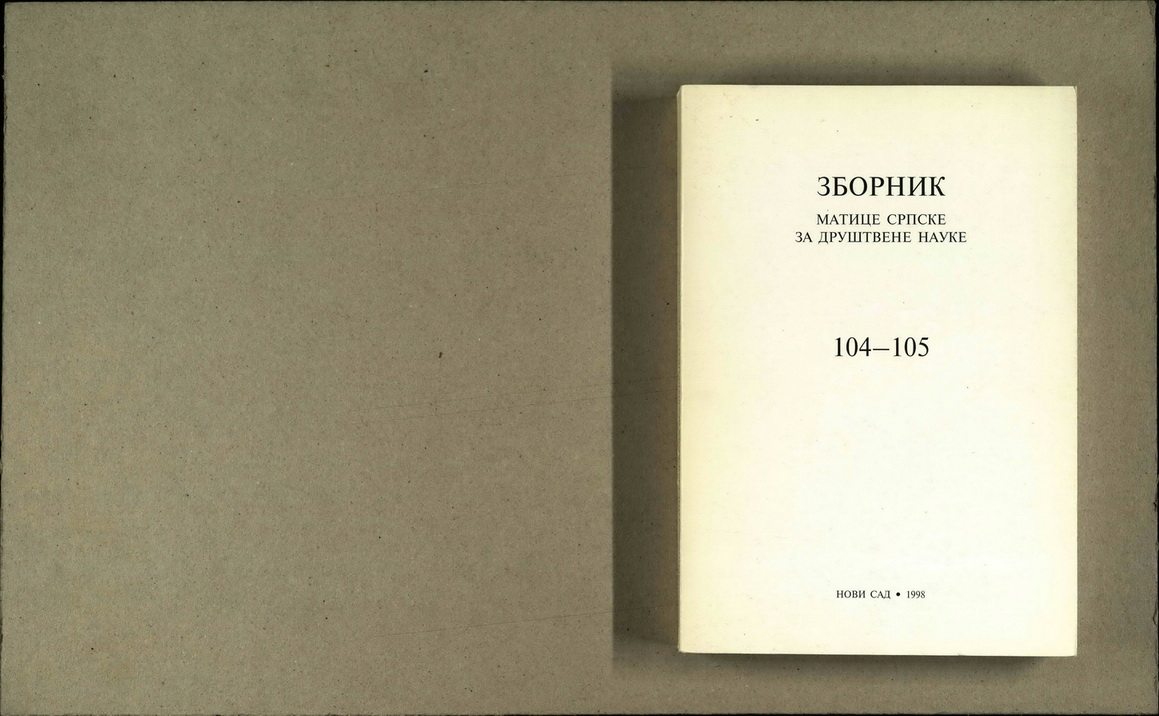 ЗБОРНИК
МАТИЦЕ СРПСКЕ
ЗА ДРУШТВЕНЕ НАУКЕ
104–105
НОВИ САД • 1998